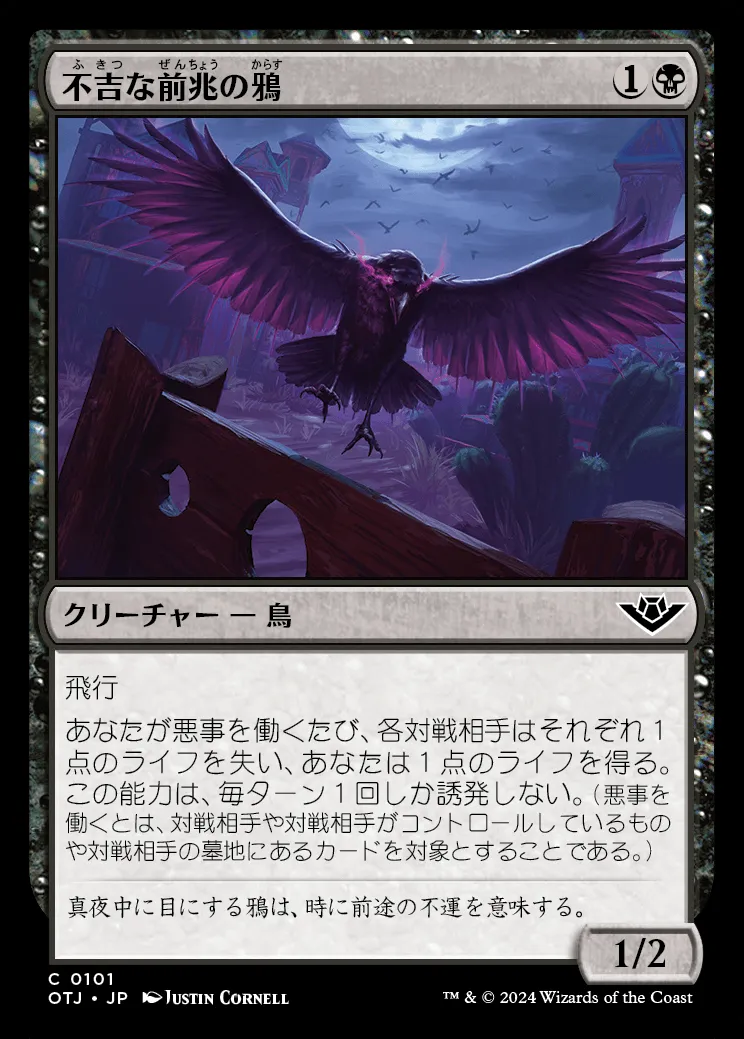 ふきつ ぜんちょう からす
不吉な前兆の鴉
1
クリーチャー — 鳥
飛行
あなたが悪事を働くたび、各対戦相手はそれぞれ1
点のライフを失い、あなたは1点のライフを得る。
この能力は、毎ターン1回しか誘発しない。（悪事を
働くとは、対戦相手や対戦相手がコントロールしているもの
や対戦相手の墓地にあるカードを対象とすることである。）
真夜中に目にする鴉は、時に前途の不運を意味する。
1/2
C 0101
OTJ • JP Justin Cornell
™ & © 2024 Wizards of the Coast